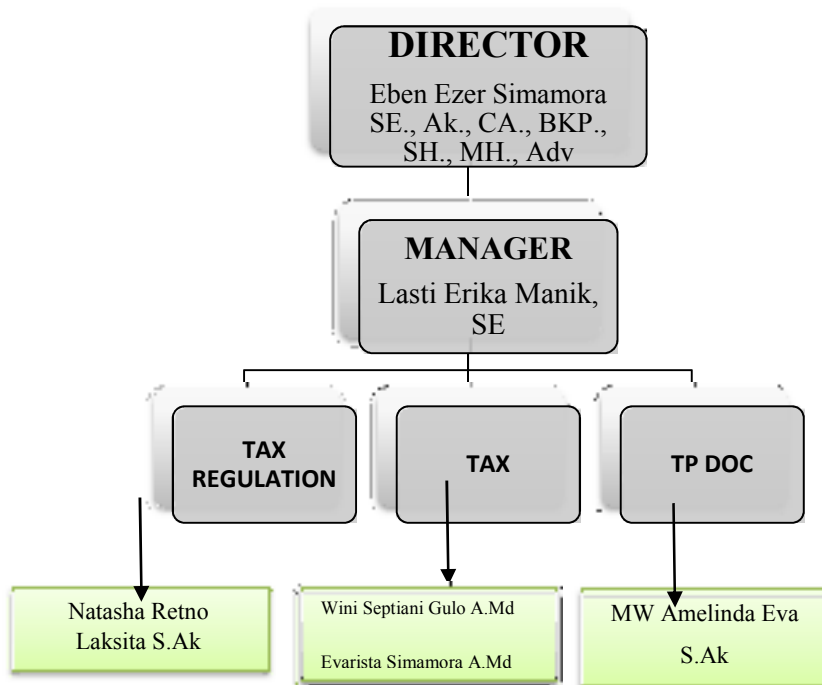 DIRECTOR
Eben Ezer Simamora
SE., Ak., CA., BKP.,
SH., MH., Adv
MANAGER
Lasti Erika Manik,
SE
TAX
REGULATION
TAX
TP DOC
Natasha Retno
Laksita S.Ak
Wini Septiani Gulo A.Md
Evarista Simamora A.Md
MW Amelinda Eva
S.Ak